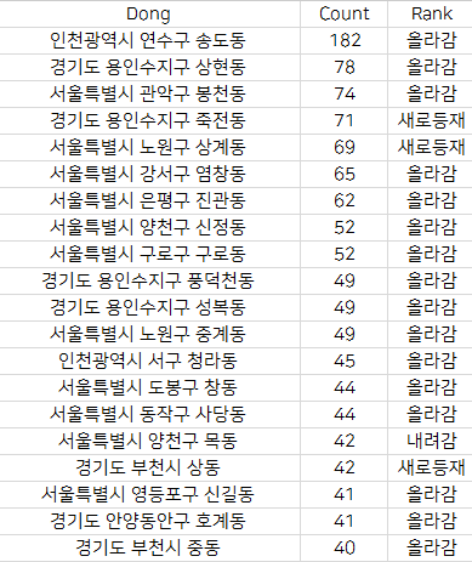 Dong Count Rank
인천광역시 연수구 송도동 182 올라감
경기도 용인수지구 상현동 78 올라감
서울특별시 관악구 봉천동 74 올라감
경기도 용인수지구 죽전동 71 새로등재
서울특별시 노원구 상계동 69 새로등재
서울특별시 강서구 염창동 65 올라감
서울특별시 은평구 진관동 62 올라감
서울특별시 양천구 신정동 52 올라감
서울특별시 구로구 구로동 52 올라감
경기도 용인수지구 풍덕천동 49 올라감
경기도 용인수지구 성복동 49 올라감
서울특별시 노원구 중계동 49 올라감
인천광역시 서구 청라동 45 올라감
서울특별시 도봉구 창동 44 올라감
서울특별시 동작구 사당동 44 올라감
서울특별시 양천구 목동 42 내려감
경기도 부천시 상동 42 새로등재
서울특별시 영등포구 신길동 41 올라감
경기도 안양동안구 호계동 41 올라감
경기도 부천시 중동 40 올라감